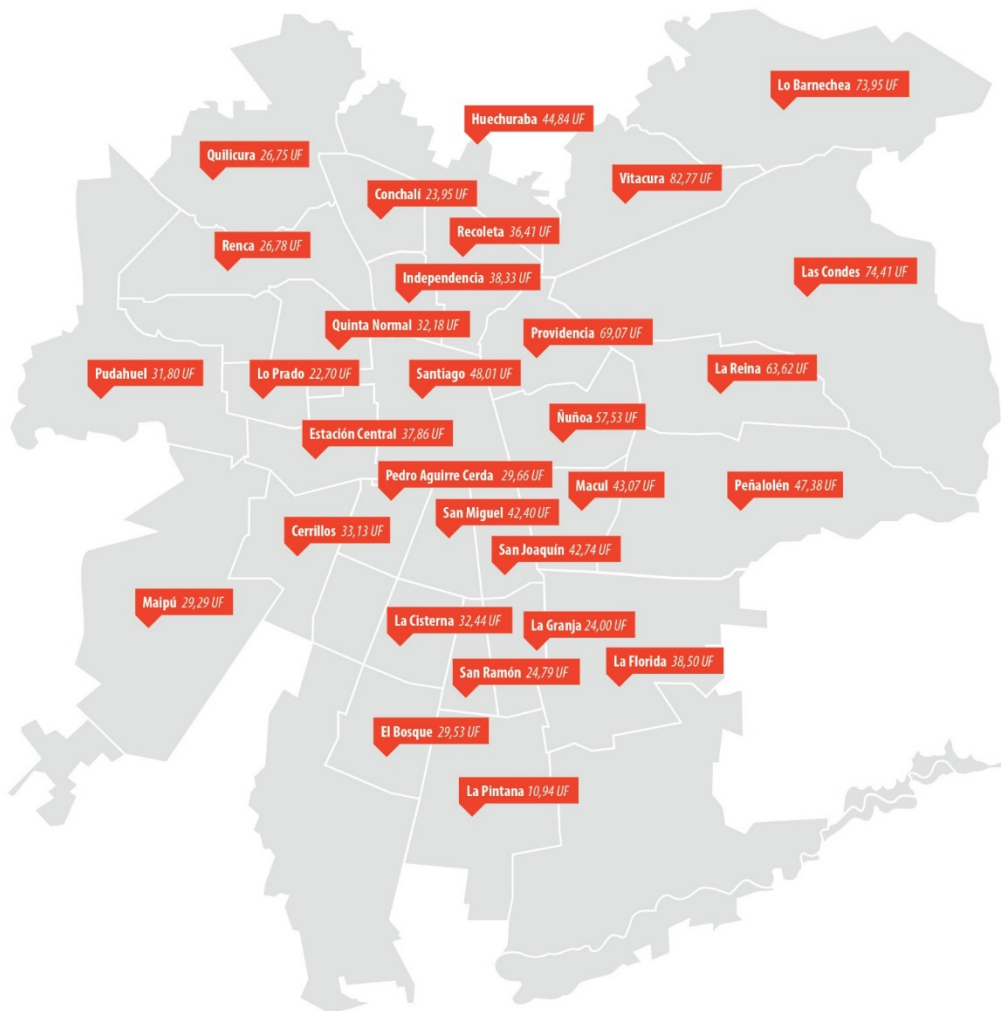 Lo Barnechea 73,95 UF
Huechuraba 44,84 UF
Quilicura 26,75 UF
Vitacura 82,77 UF
Conchalí 23,95 UF
Recoleta 36,41 UF
Renca 26,78 UF
Independencia 38,33 UF
Las Condes 74,41 UF
Quinta Normal 32,18 UF
Providencia 69,07 UF
Pudahuel 31,80 UF
Lo Prado 22,70 UF
Santiago 48,01 UF
La Reina 63,62 UF
Ñuñoa 57,53 UF
Estación Central 37,86 UF
Pedro Aguirre Cerda 29,66 UF
Macul 43,07 UF
Peñalolén 47,38 UF
San Miguel 42,40 UF
Cerrillos 33,13 UF
San Joaquín 42,74 UF
Maipú 29,29 UF
La Cisterna 32,44 UF
La Granja 24,00 UF
La Florida 38,50 UF
San Ramón 24,79 UF
El Bosque 29,53 UF
La Pintana 10,94 UF